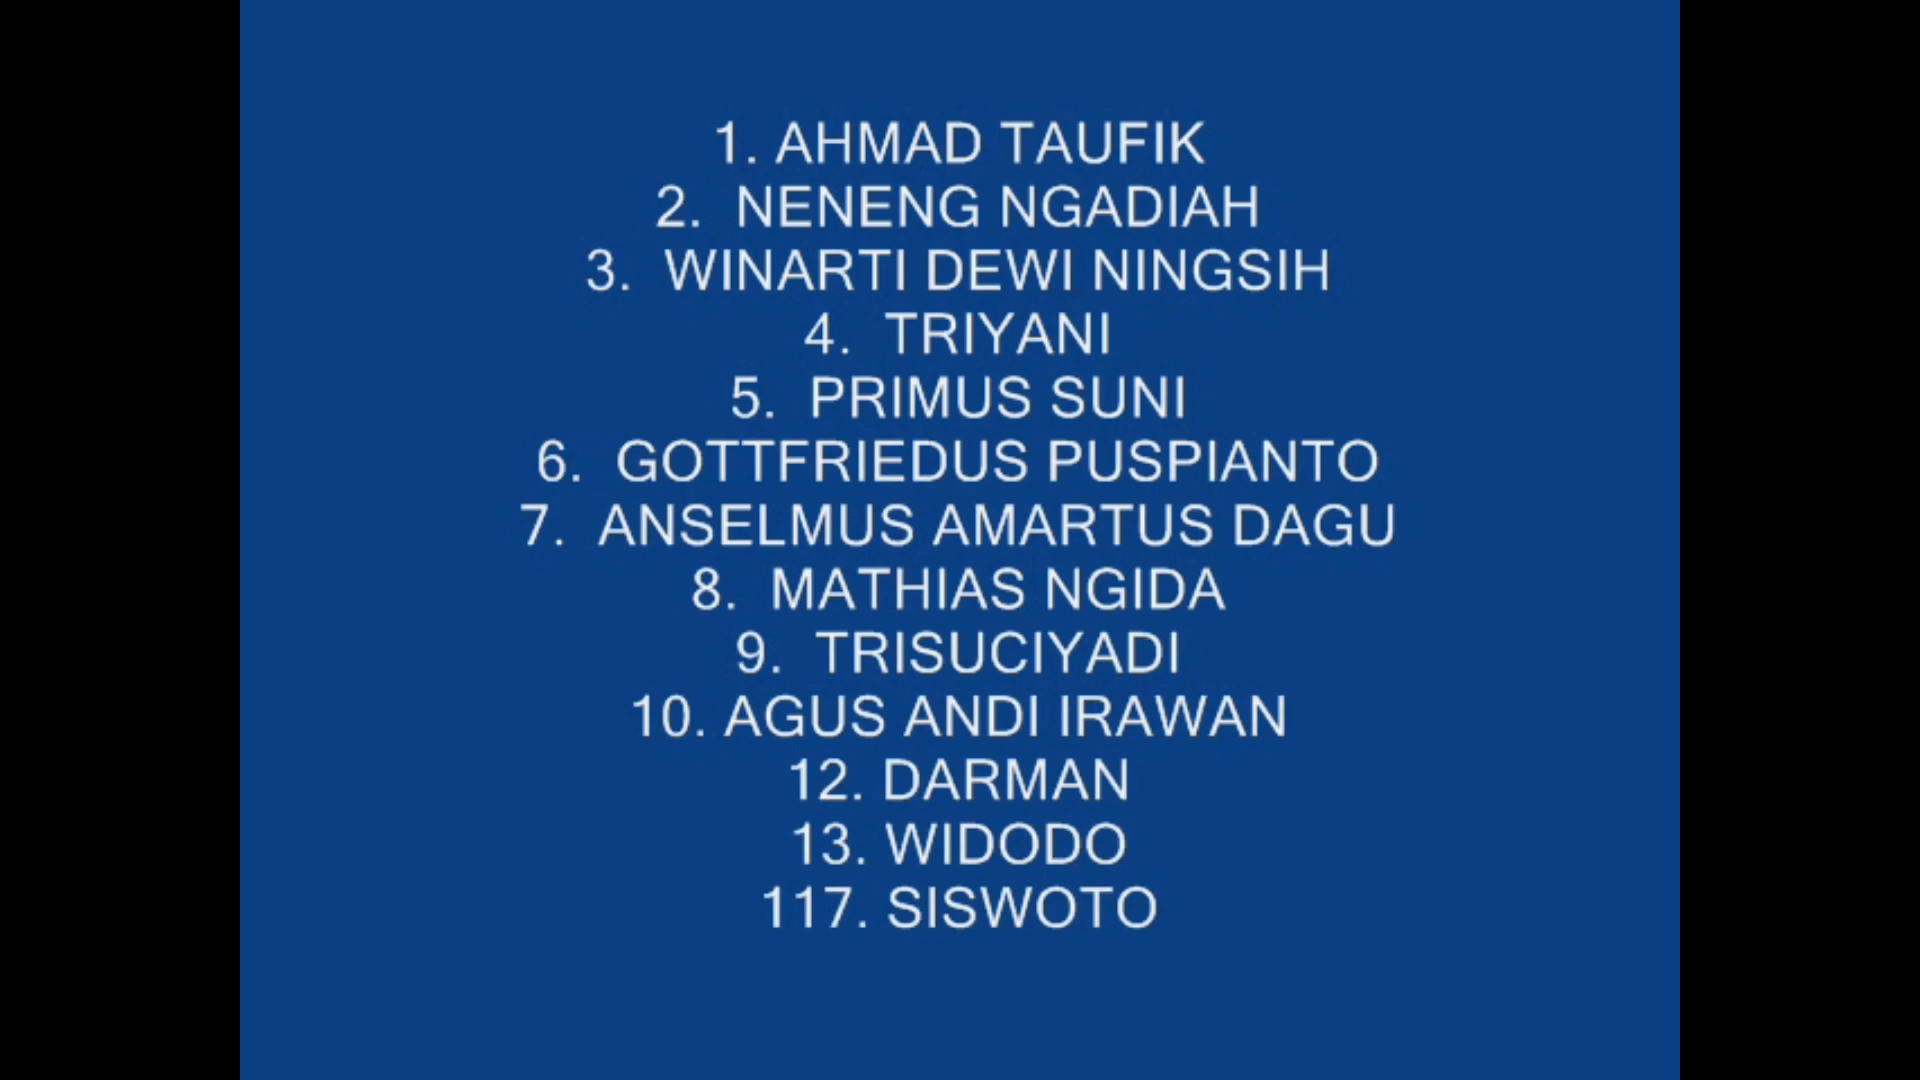 1. AHMAD TAUFIK
2. NENENG NGADIAH
3. WINARTI DEWI NINGSIH
4. TRIYANI
5. PRIMUS SUNI
6. GOTTFRIEDUS PUSPIANTO
7. ANSELMUS AMARTUS DAGU
8. MATHIAS NGIDA
9. TRISUCIYADI
10. AGUS ANDI IRAWAN
12. DARMAN
13. WIDODO
117. SISWOTO